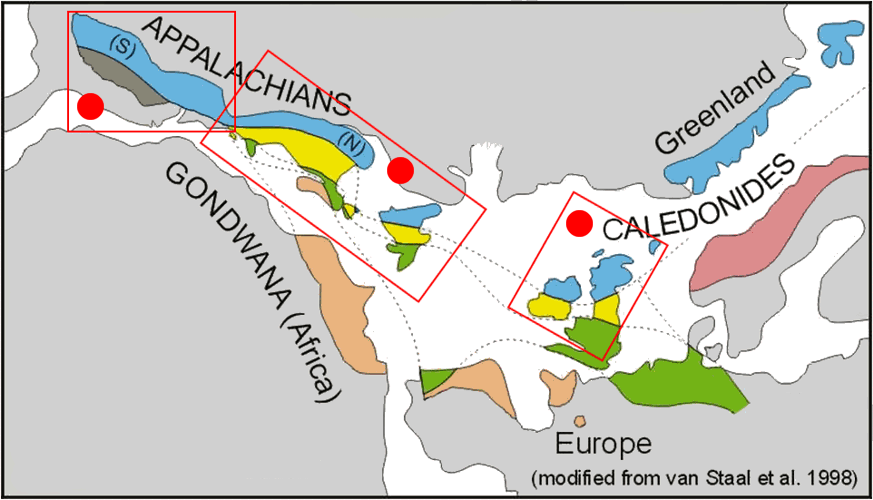 APPALACHIANS
(S)
(N)
Greenland
GONDWANA (Africa)
CALEDONIDES
Europe
(modified from van Staal et al. 1998)